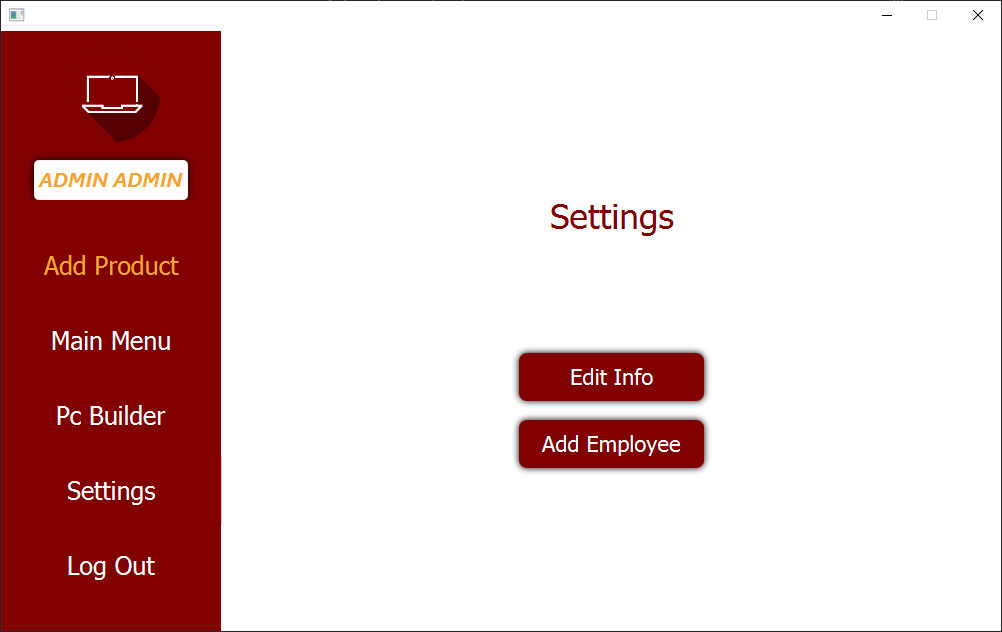 ADMIN ADMIN
Add Product
Main Menu
Pc Builder
Settings
Log Out
Settings
Edit Info
Add Employee